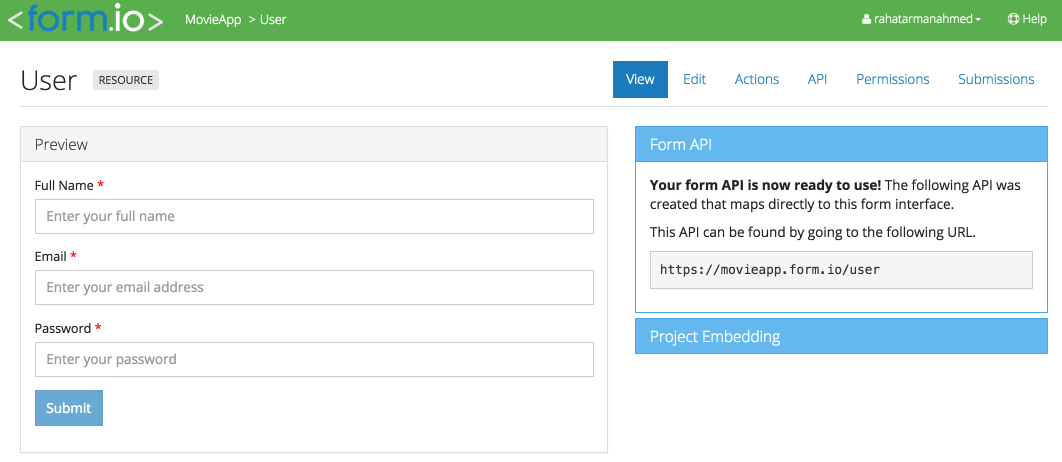 <form.io>
MovieApp > User
rahatarmanahmed
Help
User
RESOURCE
View
Edit
Actions
API
Permissions
Submissions
Preview
Full Name *
Enter your full name
Email *
Enter your email address
Password *
Enter your password
Submit
Form API
Your form API is now ready to use! The following API was
created that maps directly to this form interface.
This API can be found by going to the following URL.
https://movieapp.form.io/user
Project Embedding